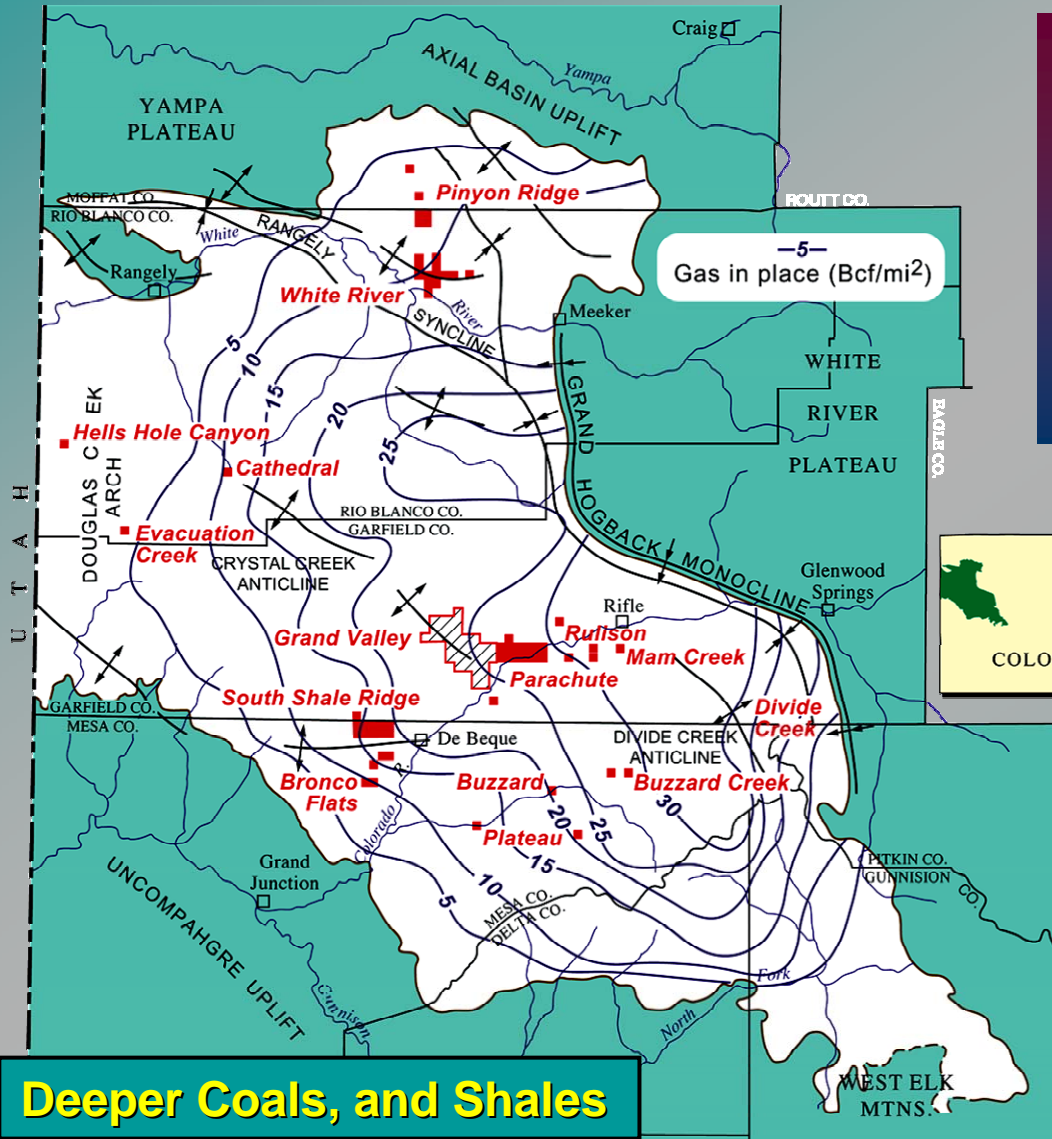 Craig
Yampa
AXIAL BASIN UPLIFT
YAMPA
PLATEAU
Pinyon Ridge
MOFFAT CO.
RIO BLANCO CO.
ROUTT CO.
White
RANGELY
—5—
Gas in place (Bcf/mi²)
Rangely
White River
River
SYNCLINE
Meeker
5
10
15
20
25
WHITE
RIVER
PLATEAU
GRAND
HOGBACK
MONOCLINE
EAGLE CO.
Hells Hole Canyon
Cathedral
DOUGLAS C EK
ARCH
UTAH
RIO BLANCO CO.
GARFIELD CO.
Evacuation
Creek
CRYSTAL CREEK
ANTICLINE
Glenwood
Springs
Rifle
Grand Valley
Rulison
Mam Creek
Parachute
COLO
South Shale Ridge
GARFIELD CO.
MESA CO.
Divide
Creek
De Beque
DIVIDE CREEK
ANTICLINE
R.
Bronco
Flats
Buzzard
Buzzard Creek
30
20
25
Plateau
15
Colorado
10
5
Grand
Junction
MESA CO.
DELTA CO.
PITKIN CO.
GUNNISON
CO.
UNCOMPAHGRE UPLIFT
Gunnison
Fork
North
WEST ELK
MTNS.
Deeper Coals, and Shales